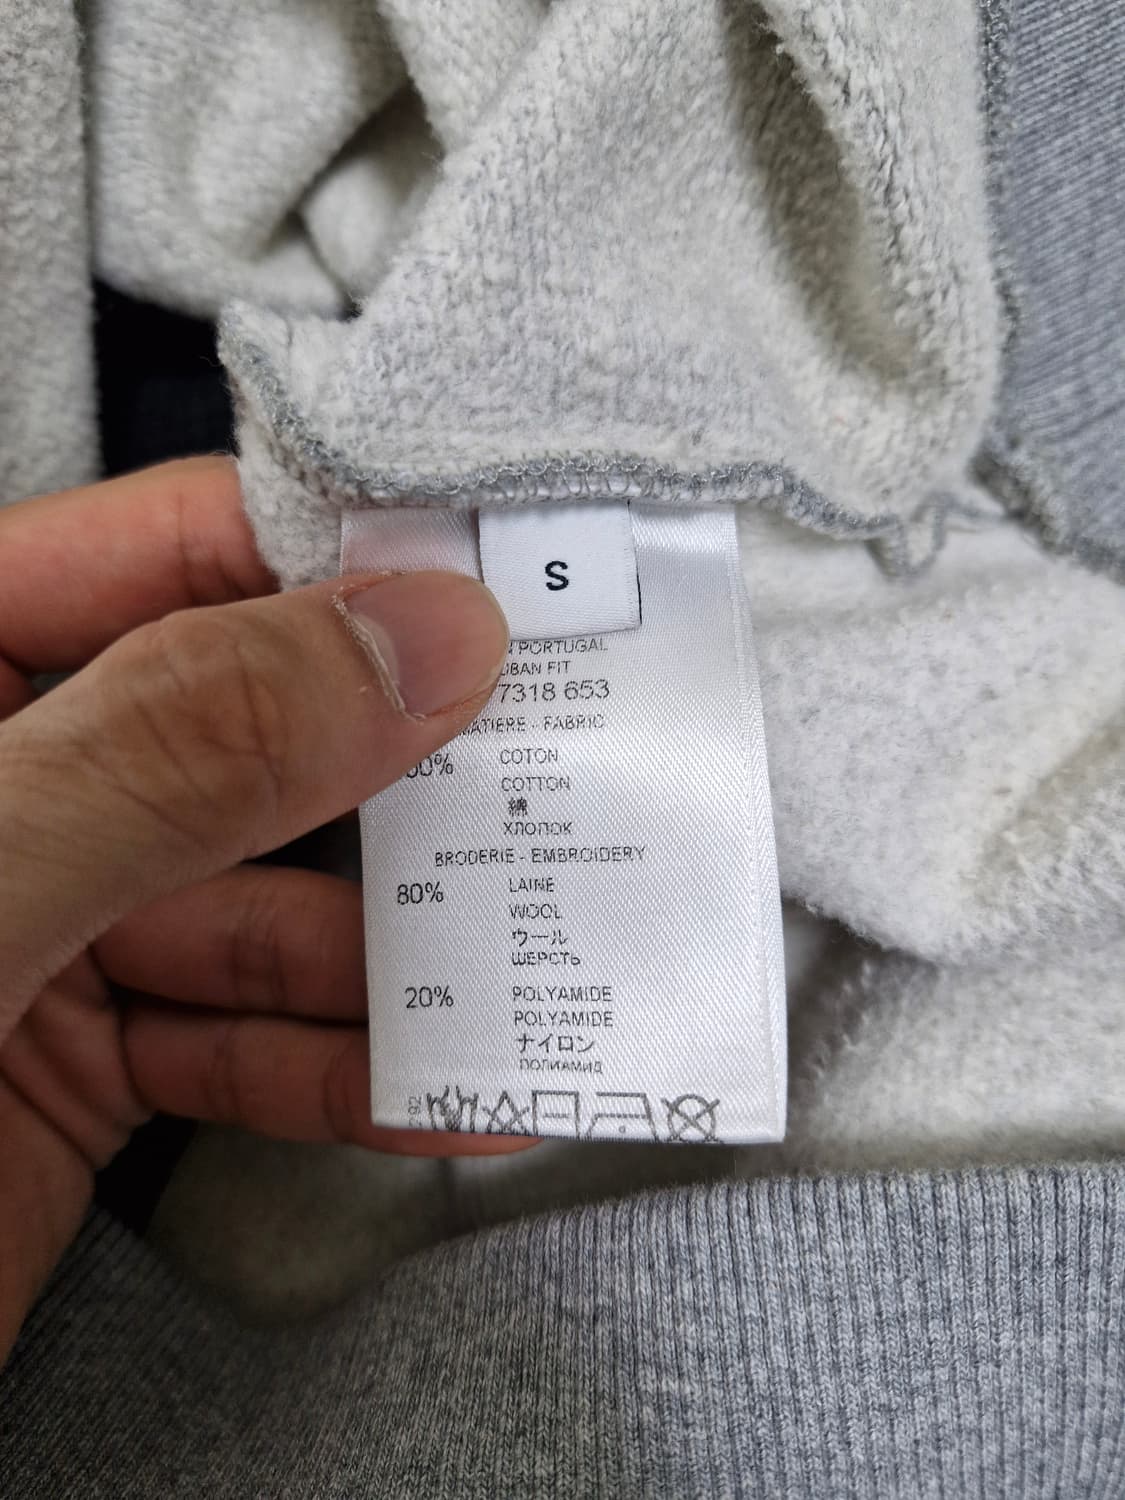 S
PORTUGAL
FIT
7318 653
MATIERE - FABRIC
COTON
COTTON
綿
ХЛОПОК
BRODERIE - EMBROIDERY
80% LAINE
WOOL
ウール
ШЕРСТЬ
20% POLYAMIDE
POLYAMIDE
ナイロン
ПОЛИАМИД